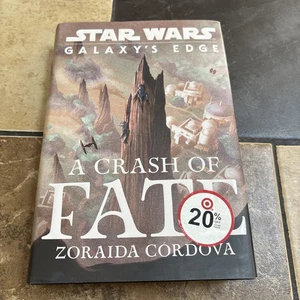 STAR WARS
GALAXY'S EDGE
A CRASH OF
FATE
20%
ZORAIDA CÓRDOVA